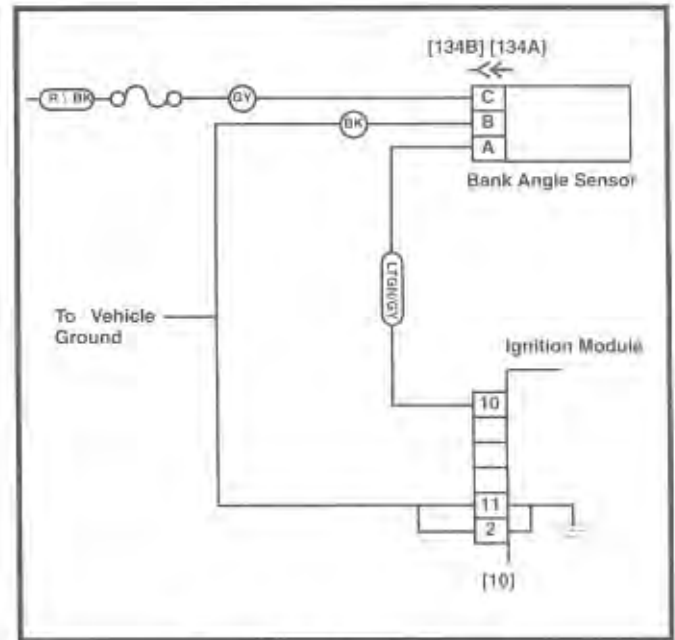 [134B] [134A]
R \ BK
GY
C
BK
B
A
Bank Angle Sensor
LTGN/GY
To Vehicle
Ground
Ignition Module
10
11
2
[10]